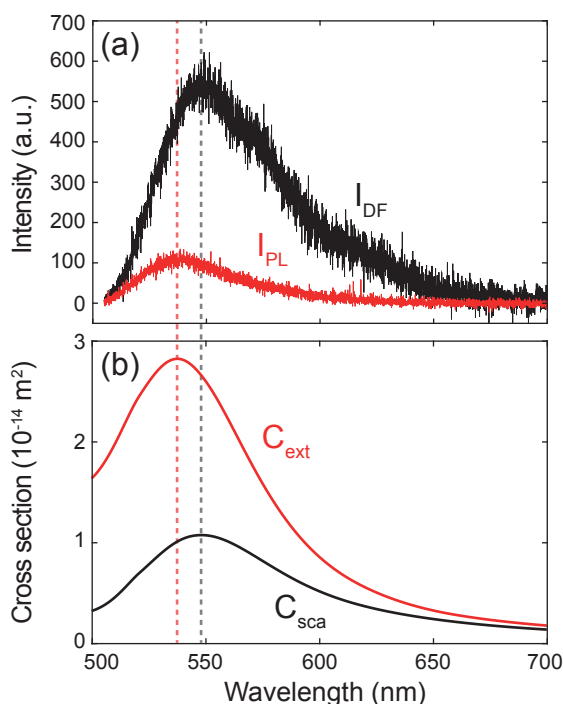 700
(a)
600
500
400
300
200
100
0
Intensity (a.u.)
I_DF
I_PL
3
(b)
2
1
0
Cross section (10^-14 m^2)
C_ext
C_sca
500 550 600 650 700
Wavelength (nm)